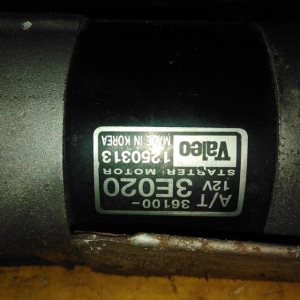 36100-
A/T 12V 3E020
STARTER MOTOR
Valeo 1250313
MADE IN KOREA